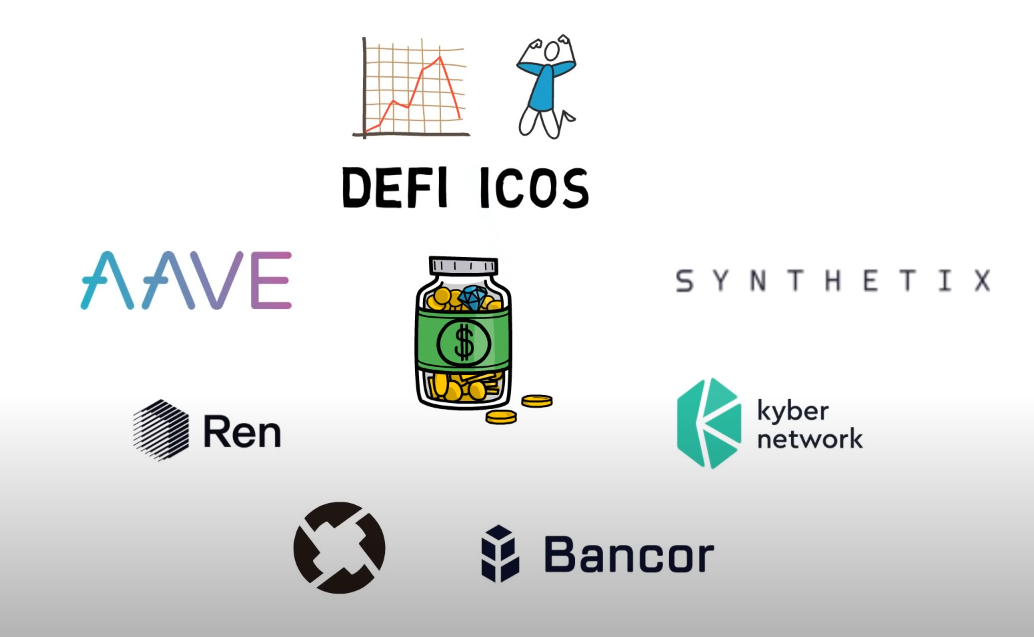 DEFI ICOS
AAVE
SYNTHETIX
$
Ren
kyber
network
Bancor